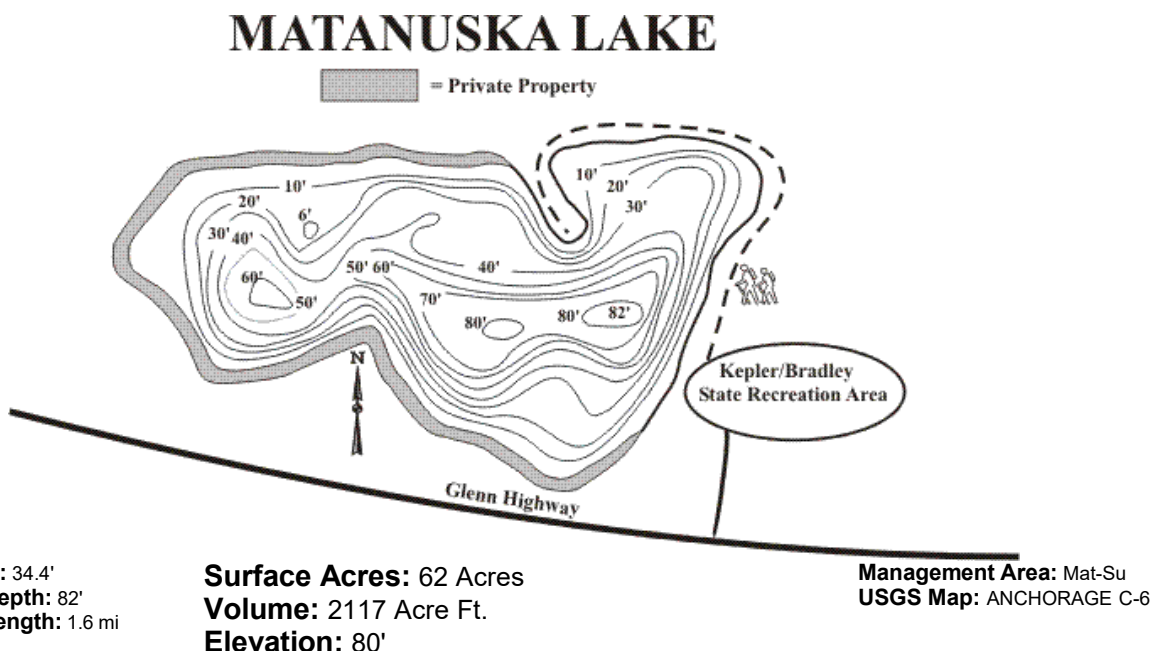 MATANUSKA LAKE
= Private Property
10'
20'
30'
10'
20'
6'
30' 40'
60'
50'
50' 60'
40'
70'
80'
80'
82'
N
Kepler/Bradley
State Recreation Area
Glenn Highway
: 34.4'
epth: 82'
ength: 1.6 mi
Surface Acres: 62 Acres
Volume: 2117 Acre Ft.
Elevation: 80'
Management Area: Mat-Su
USGS Map: ANCHORAGE C-6